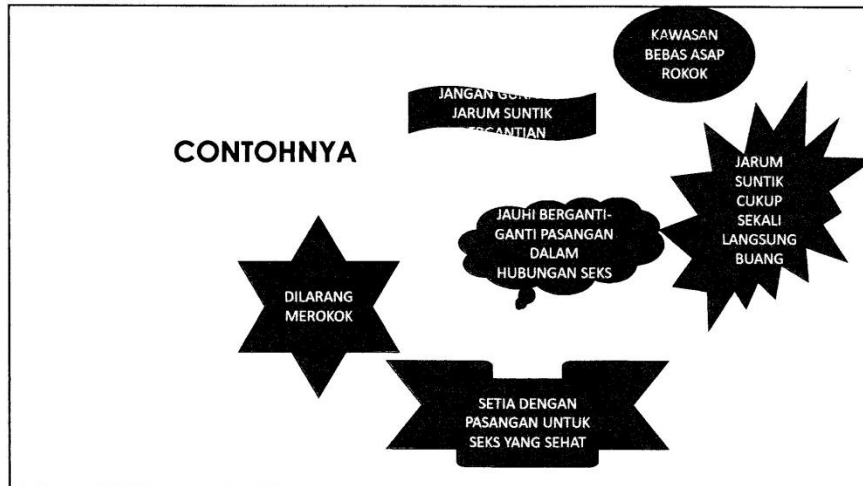 KAWASAN
BEBAS ASAP
ROKOK
JANGAN
JARUM SUNTIK
CONTOHNYA
JARUM
SUNTIK
CUKUP
SEKALI
LANGSUNG
BUANG
JAUHI BERGANTI-
GANTI PASANGAN
DALAM
HUBUNGAN SEKS
DILARANG
MEROKOK
SETIA DENGAN
PASANGAN UNTUK
SEKS YANG SEHAT